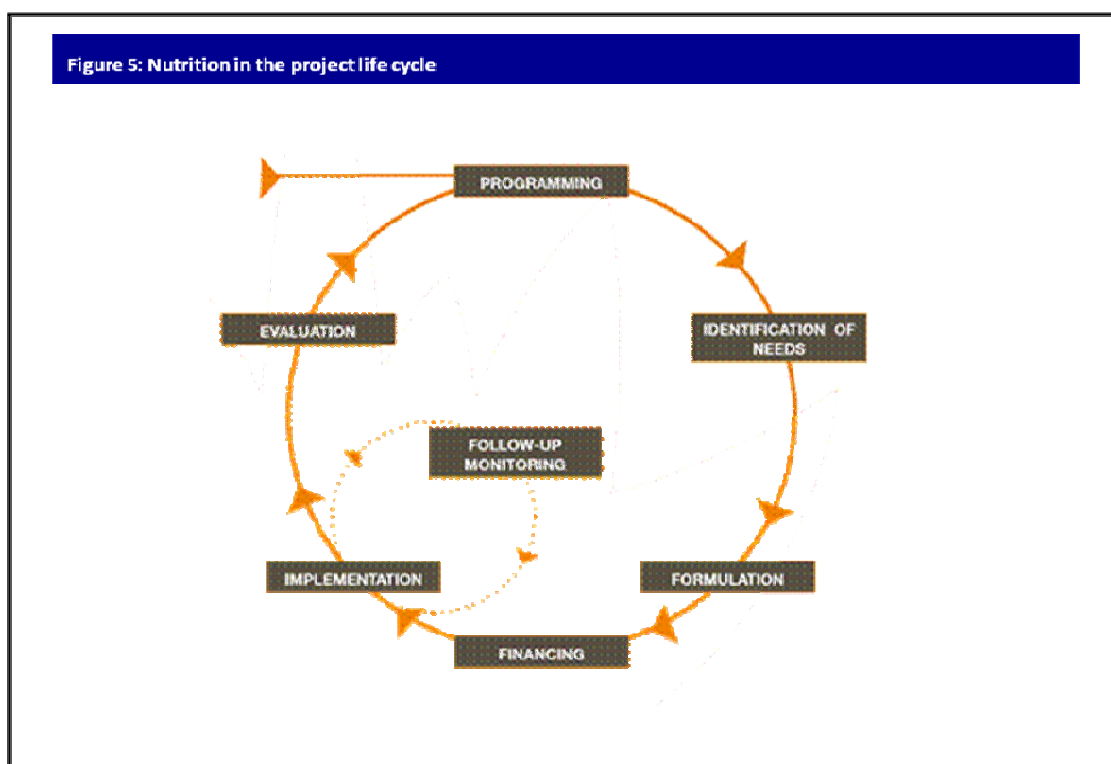 Figure 5: Nutrition in the project life cycle
PROGRAMMING
EVALUATION
IDENTIFICATION OF
NEEDS
FOLLOW-UP
MONITORING
IMPLEMENTATION
FORMULATION
FINANCING